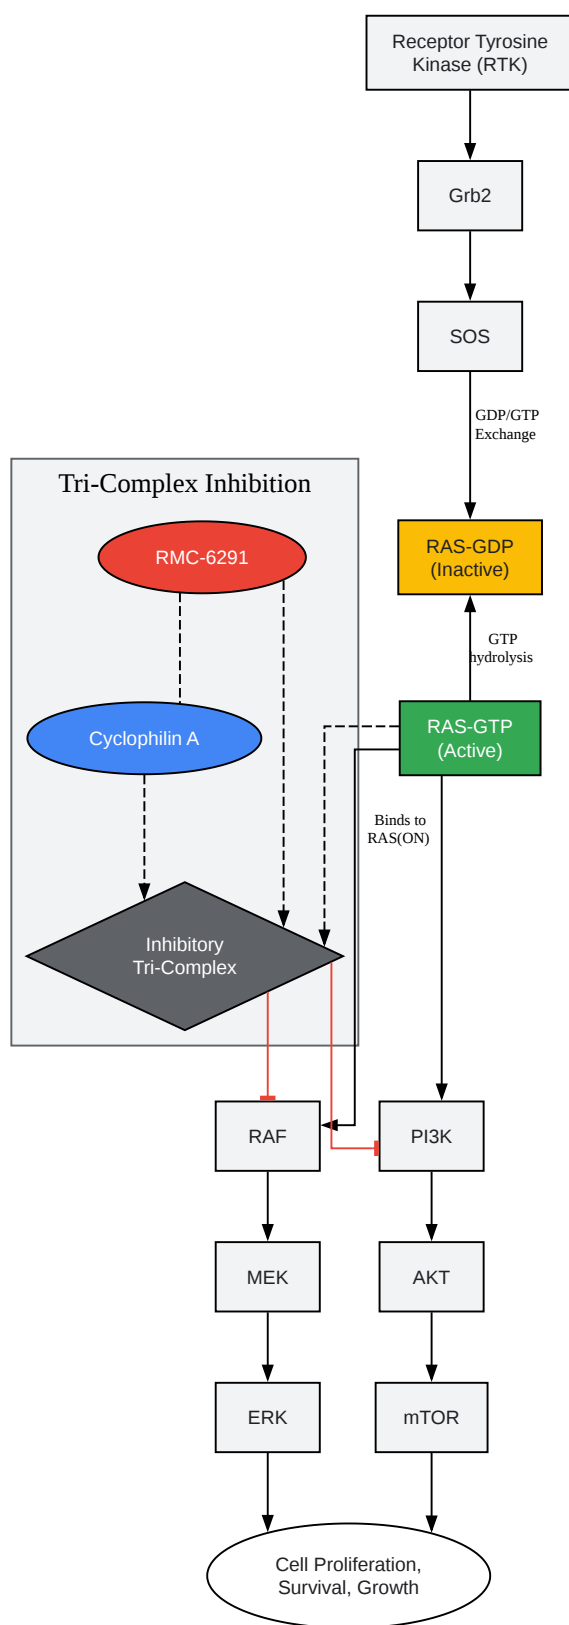 Receptor Tyrosine
Kinase (RTK)
Grb2
SOS
GDP/GTP
Exchange
Tri-Complex Inhibition
RMC-6291
RAS-GDP
(Inactive)
GTP
hydrolysis
Cyclophilin A
RAS-GTP
(Active)
Binds to
RAS(ON)
Inhibitory
Tri-Complex
RAF
PI3K
MEK
AKT
ERK
mTOR
Cell Proliferation,
Survival, Growth